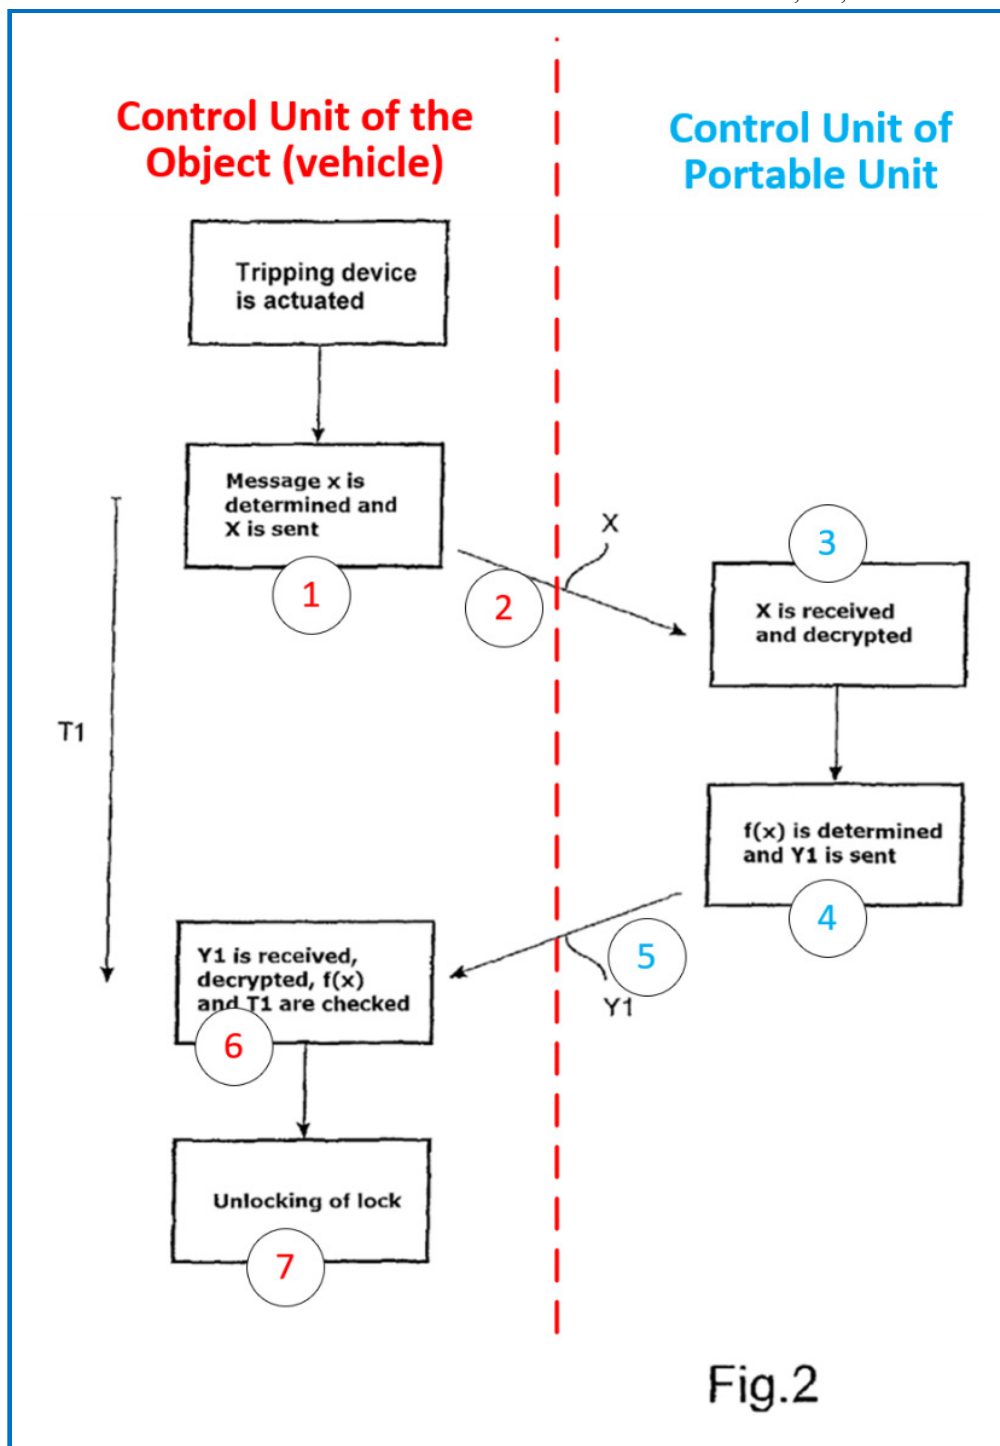 Control Unit of the
Object (vehicle)
Control Unit of
Portable Unit
Tripping device
is actuated
Message x is
determined and
X is sent
1
2
X
3
X is received
and decrypted
T1
f(x) is determined
and Y1 is sent
4
5
Y1
Y1 is received,
decrypted, f(x)
and T1 are checked
6
Unlocking of lock
7
Fig.2